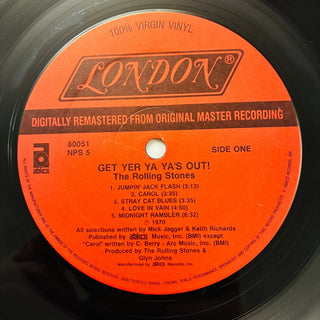 100% VIRGIN VINYL
LONDON®
DIGITALLY REMASTERED FROM ORIGINAL MASTER RECORDING
80051
NPS 5
SIDE ONE
GET YER YA YA'S OUT!
The Rolling Stones
1. JUMPIN' JACK FLASH (3:13)
2. CAROL (3:36)
3. STRAY CAT BLUES (3:31)
4. LOVE IN VAIN (4:50)
5. MIDNIGHT RAMBLER (8:32)
℗ 1970
All selections written by Mick Jagger & Keith Richards
Published by abkco Music, Inc. (BMI) except
"Carol" written by C. Berry - Arc Music, Inc. (BMI)
Produced by The Rolling Stones &
Glyn Johns
Manufactured by abkco Records, Inc.